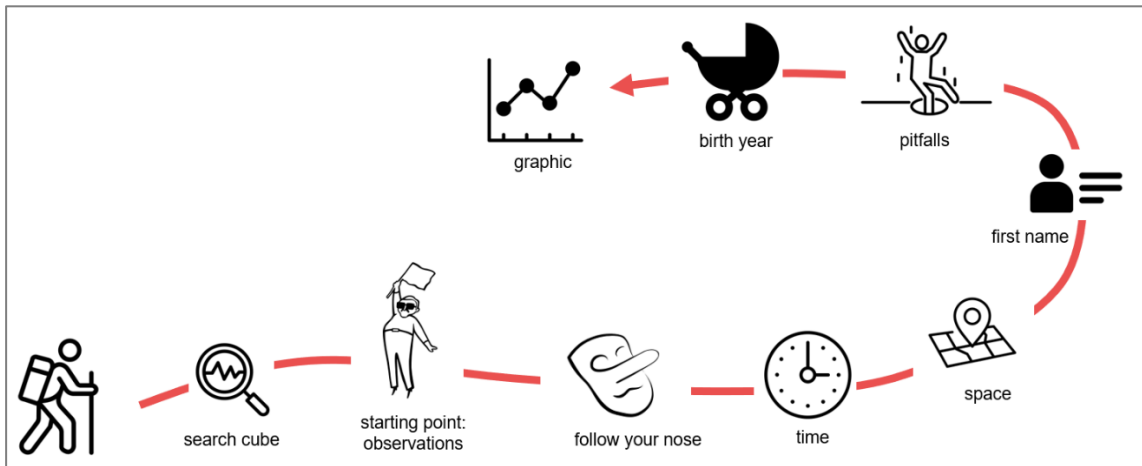 search cube
starting point:
observations
follow your nose
time
space
first name
pitfalls
birth year
graphic